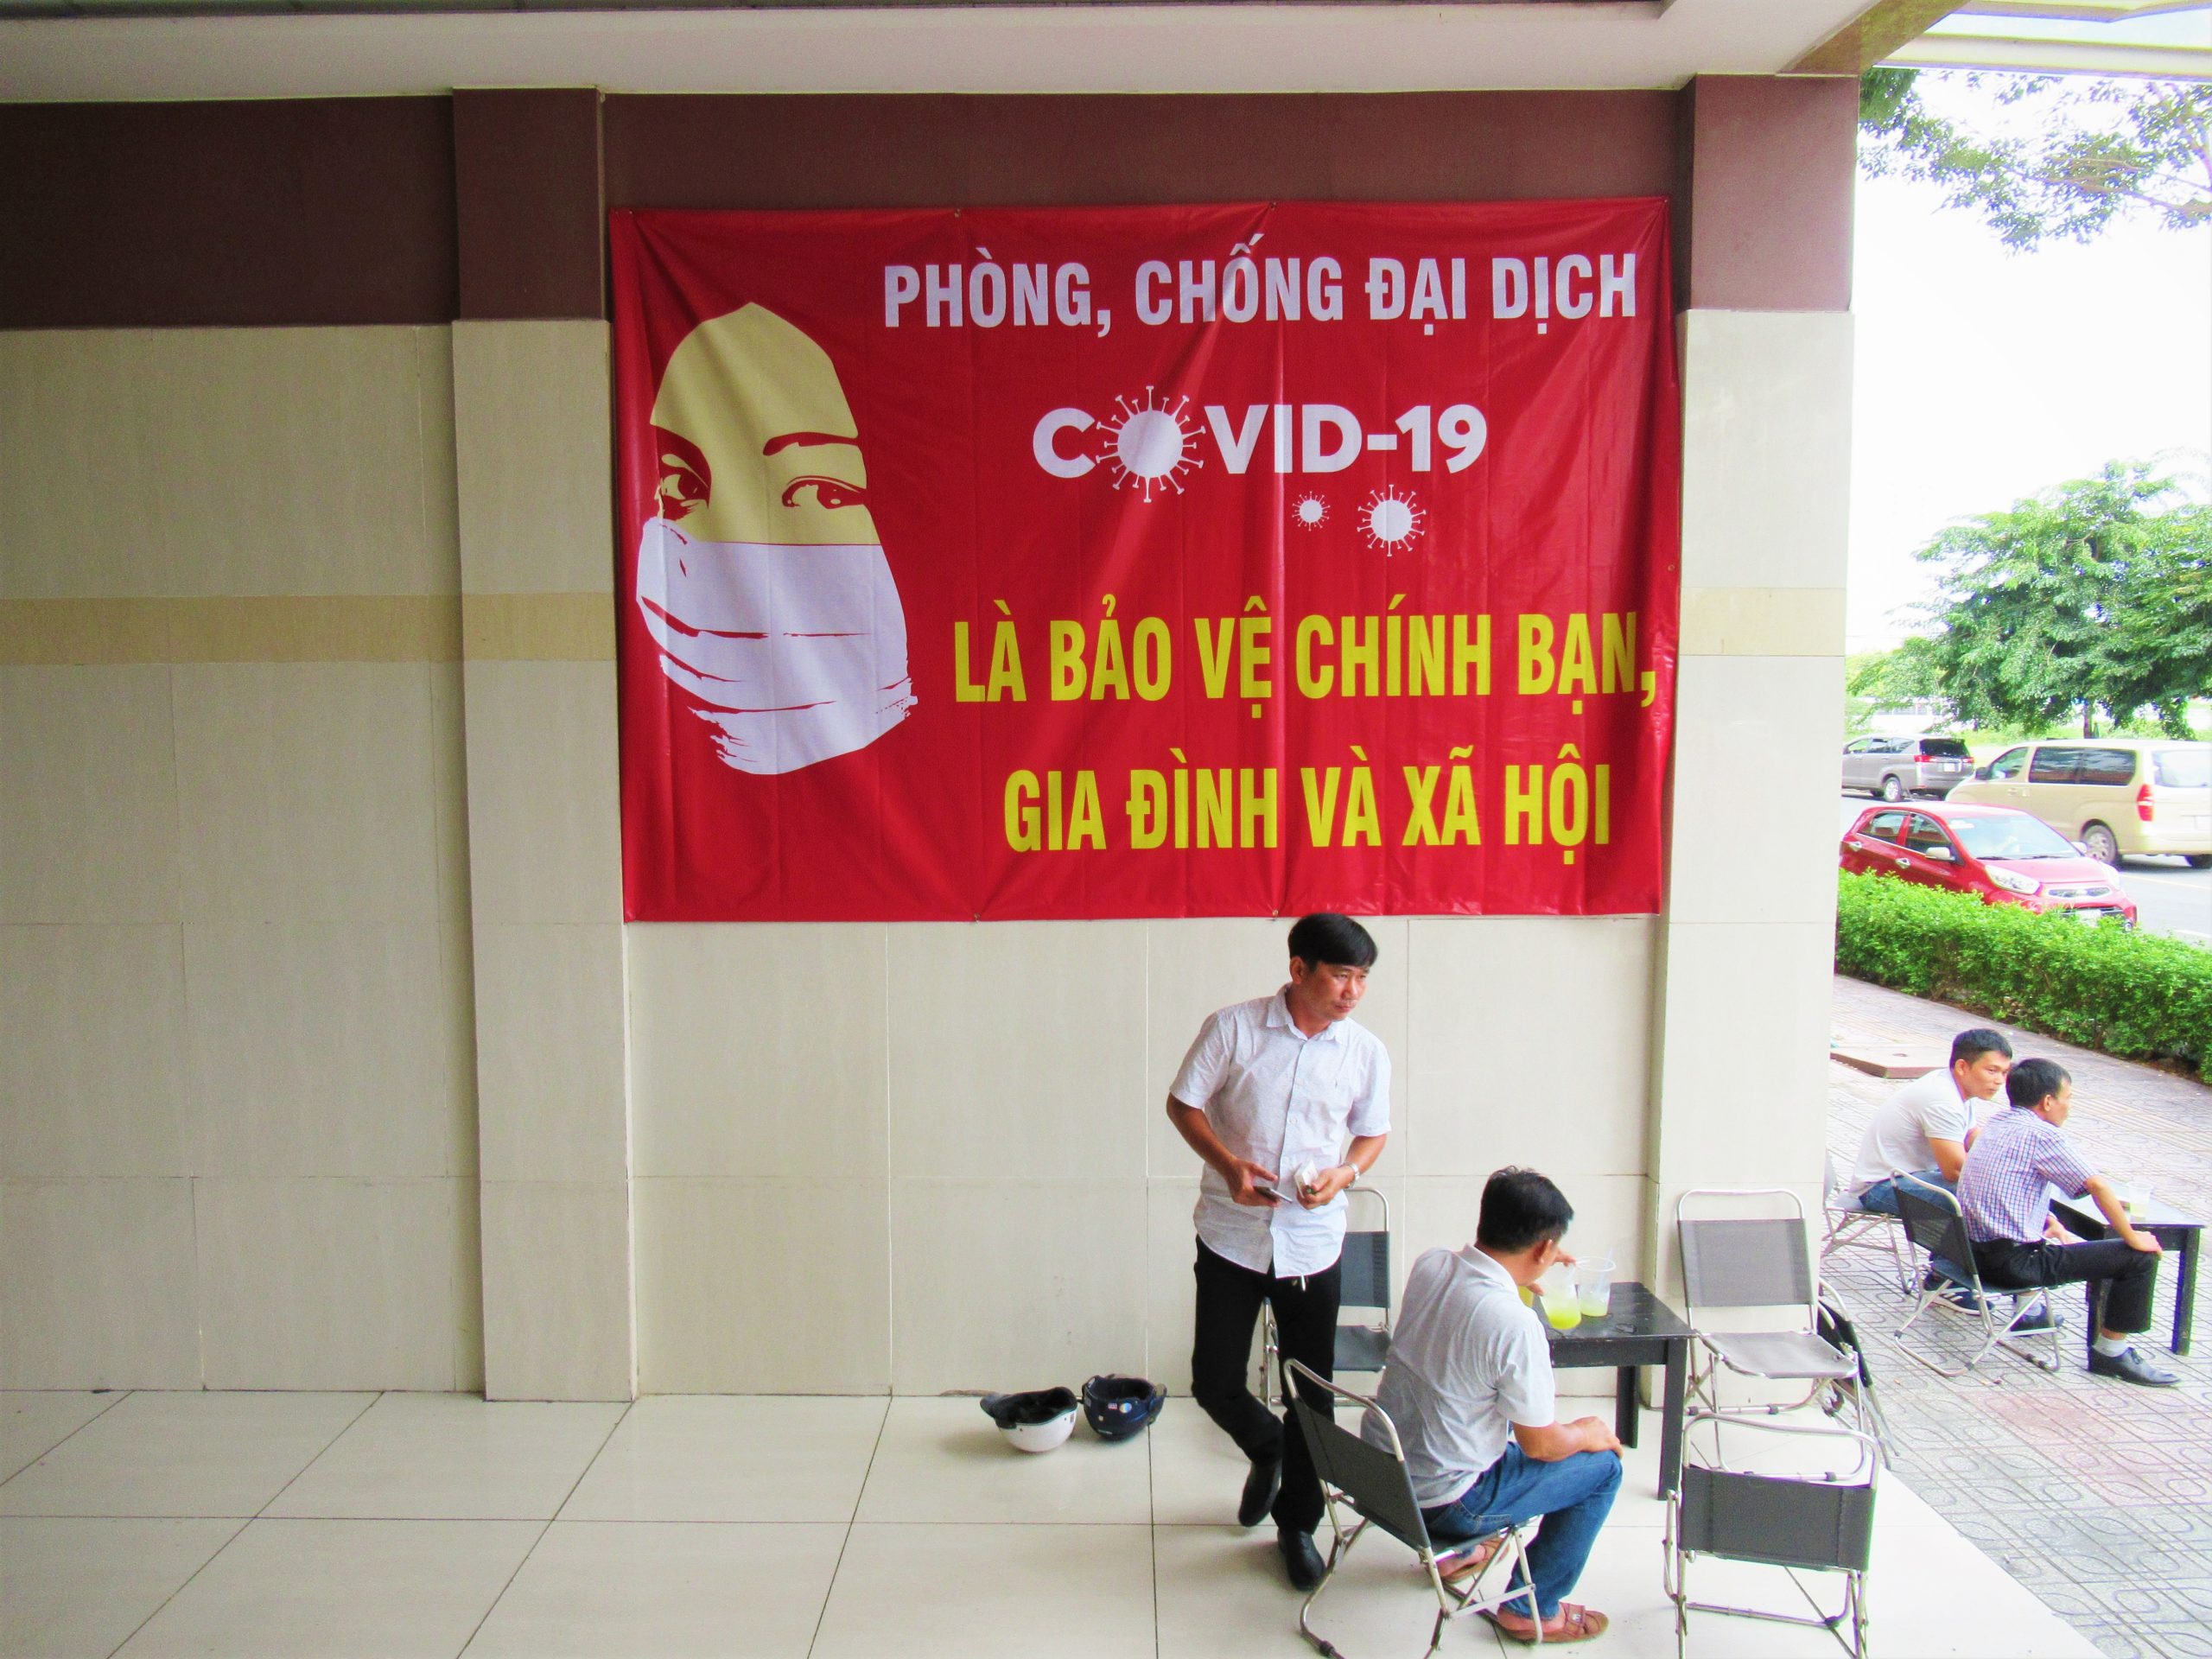 PHÒNG, CHỐNG ĐẠI DỊCH
COVID-19
LÀ BẢO VỆ CHÍNH BẠN,
GIA ĐÌNH VÀ XÃ HỘI